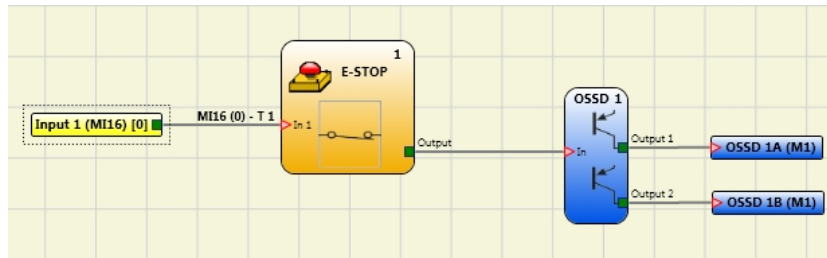 Input 1 (MI16) [0]
MI16 (0) - T 1
1
E-STOP
In 1
Output
OSSD 1
In
Output 1
Output 2
OSSD 1A (M1)
OSSD 1B (M1)